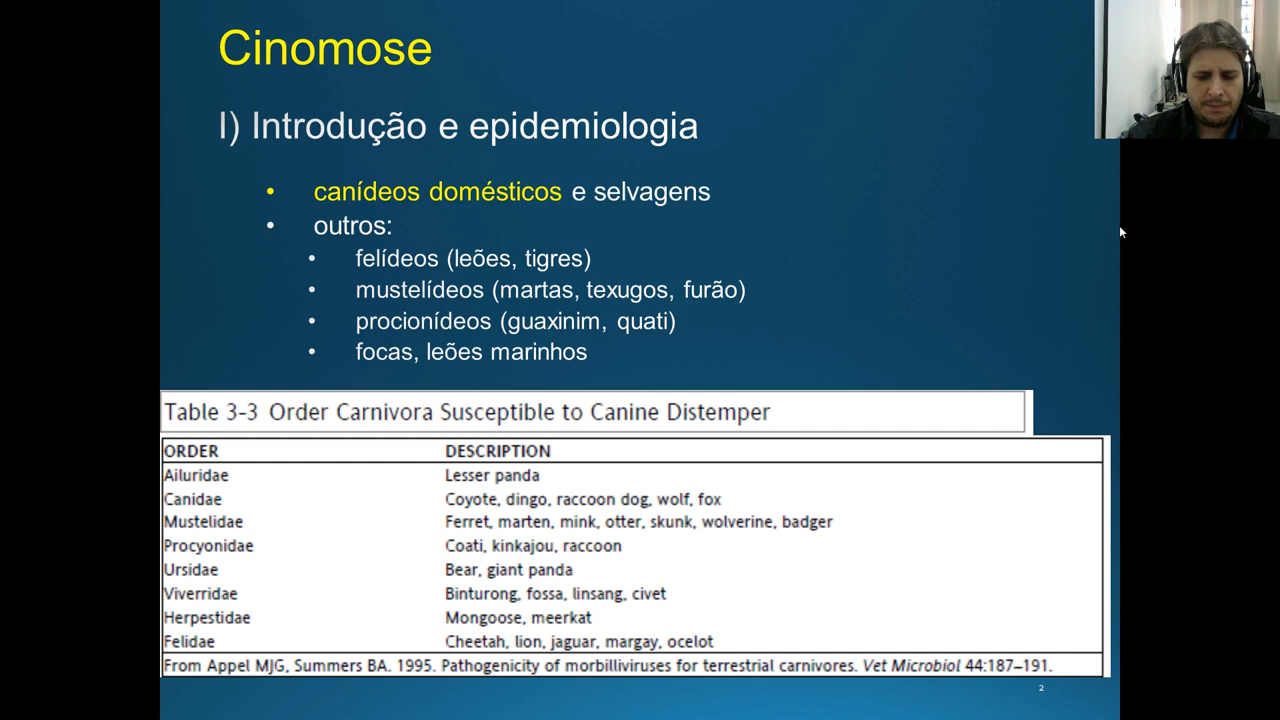 Cinomose
I) Introdução e epidemiologia
• canídeos domésticos e selvagens
• outros:
• felídeos (leões, tigres)
• mustelídeos (martas, texugos, furão)
• procionídeos (guaxinim, quati)
• focas, leões marinhos
Table 3-3 Order Carnivora Susceptible to Canine Distemper
ORDER DESCRIPTION
Ailuridae Lesser panda
Canidae Coyote, dingo, raccoon dog, wolf, fox
Mustelidae Ferret, marten, mink, otter, skunk, wolverine, badger
Procyonidae Coati, kinkajou, raccoon
Ursidae Bear, giant panda
Viverridae Binturong, fossa, linsang, civet
Herpestidae Mongoose, meerkat
Felidae Cheetah, lion, jaguar, margay, ocelot
From Appel MJG, Summers BA. 1995. Pathogenicity of morbilliviruses for terrestrial carnivores. Vet Microbiol 44:187–191.
2